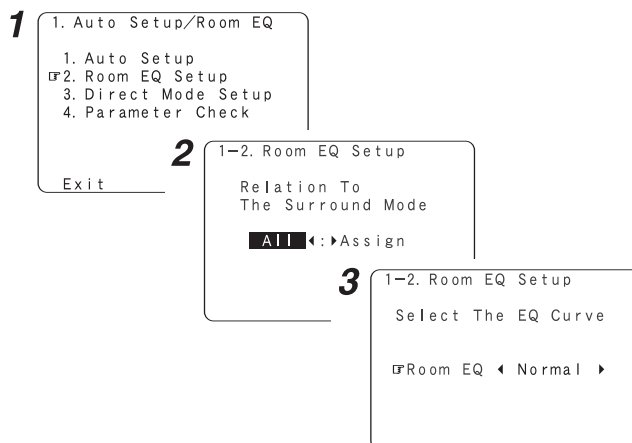 1
1. Auto Setup/Room EQ
1. Auto Setup
☞2. Room EQ Setup
3. Direct Mode Setup
4. Parameter Check
Exit
2
1-2. Room EQ Setup
Relation To
The Surround Mode
All ◀:▶Assign
3
1-2. Room EQ Setup
Select The EQ Curve
☞Room EQ ◀ Normal ▶